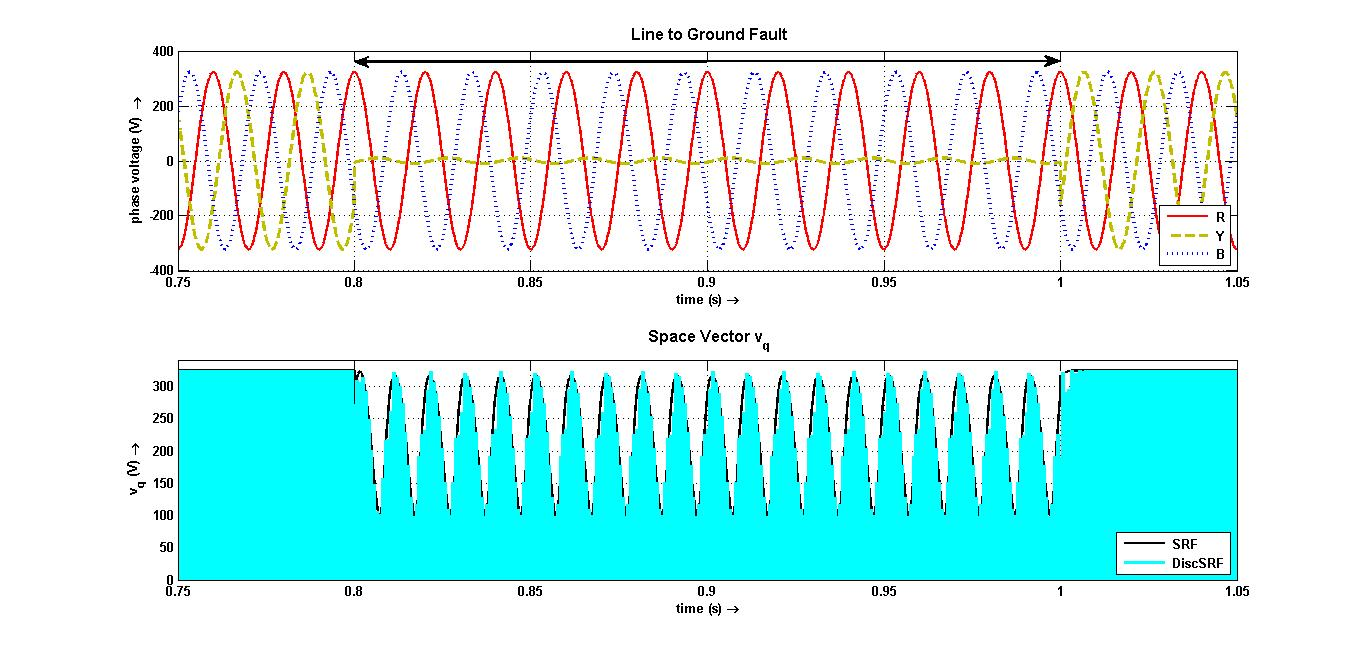 Line to Ground Fault
phase voltage (V) →
400
200
0
-200
-400
R
Y
B
0.75
0.8
0.85
0.9
0.95
1
1.05
time (s) →
Space Vector vq
vq (V) →
300
250
200
150
100
50
0
SRF
DiscSRF
0.75
0.8
0.85
0.9
0.95
1
1.05
time (s) →